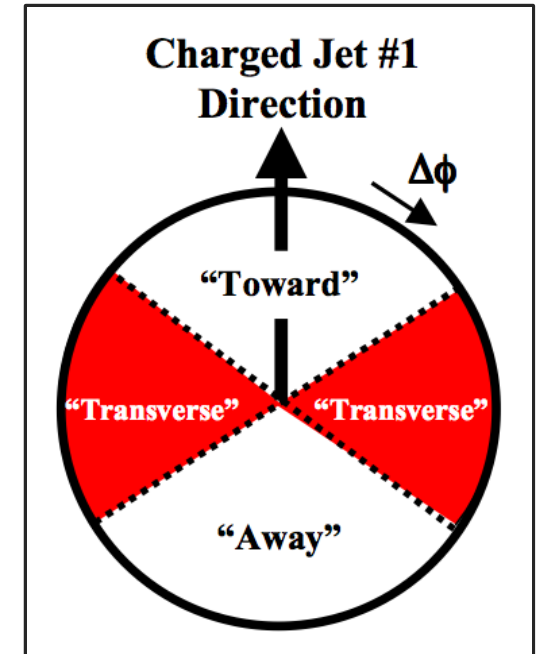 Charged Jet #1
Direction
Δϕ
“Toward”
“Transverse” “Transverse”
“Away”